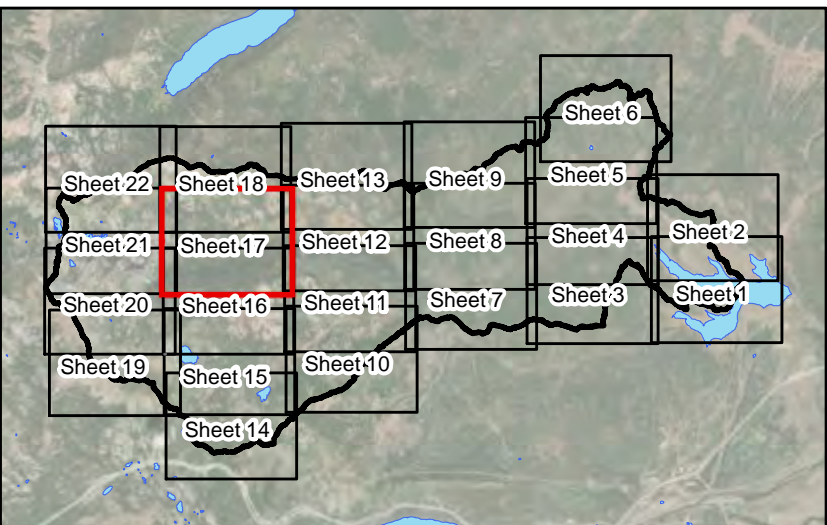 Sheet 6
Sheet 22
Sheet 18
Sheet 13
Sheet 9
Sheet 5
Sheet 21
Sheet 17
Sheet 12
Sheet 8
Sheet 4
Sheet 2
Sheet 20
Sheet 16
Sheet 11
Sheet 7
Sheet 3
Sheet 1
Sheet 19
Sheet 15
Sheet 10
Sheet 14